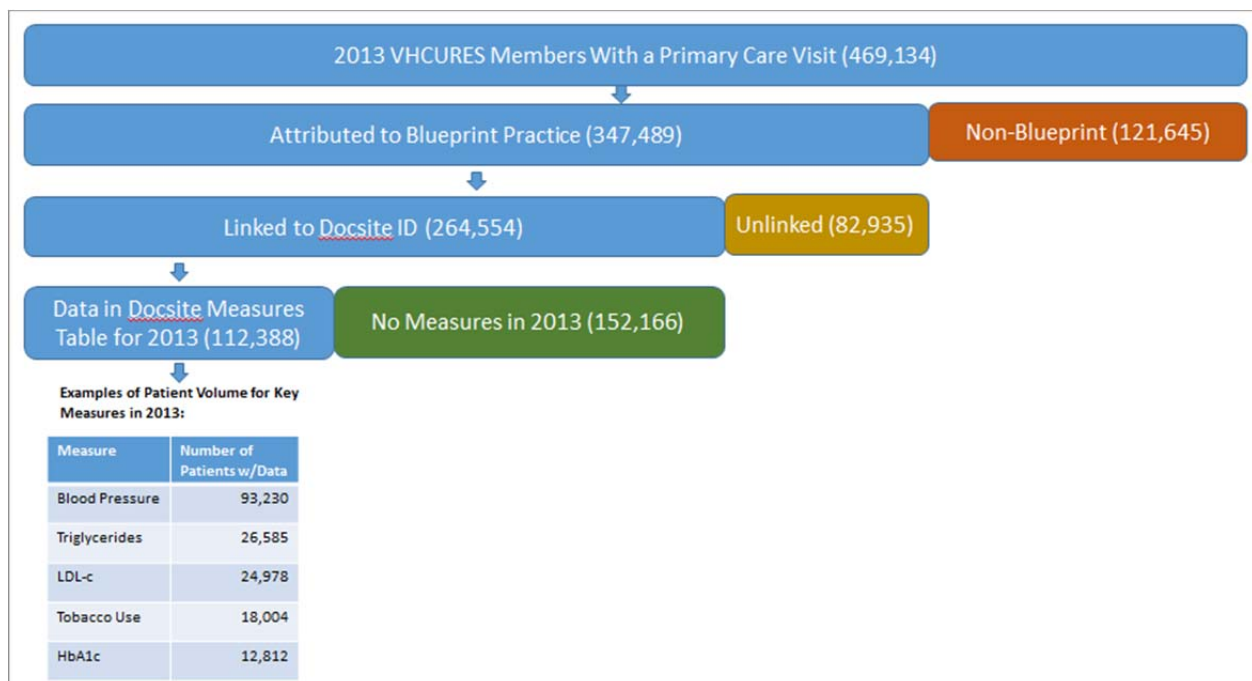 2013 VHCURES Members With a Primary Care Visit (469,134)
Attributed to Blueprint Practice (347,489)
Non-Blueprint (121,645)
Linked to Docsite ID (264,554)
Unlinked (82,935)
Data in Docsite Measures
Table for 2013 (112,388)
No Measures in 2013 (152,166)
Examples of Patient Volume for Key
Measures in 2013:
Measure
Number of
Patients w/Data
Blood Pressure 93,230
Triglycerides 26,585
LDL-c 24,978
Tobacco Use 18,004
HbA1c 12,812